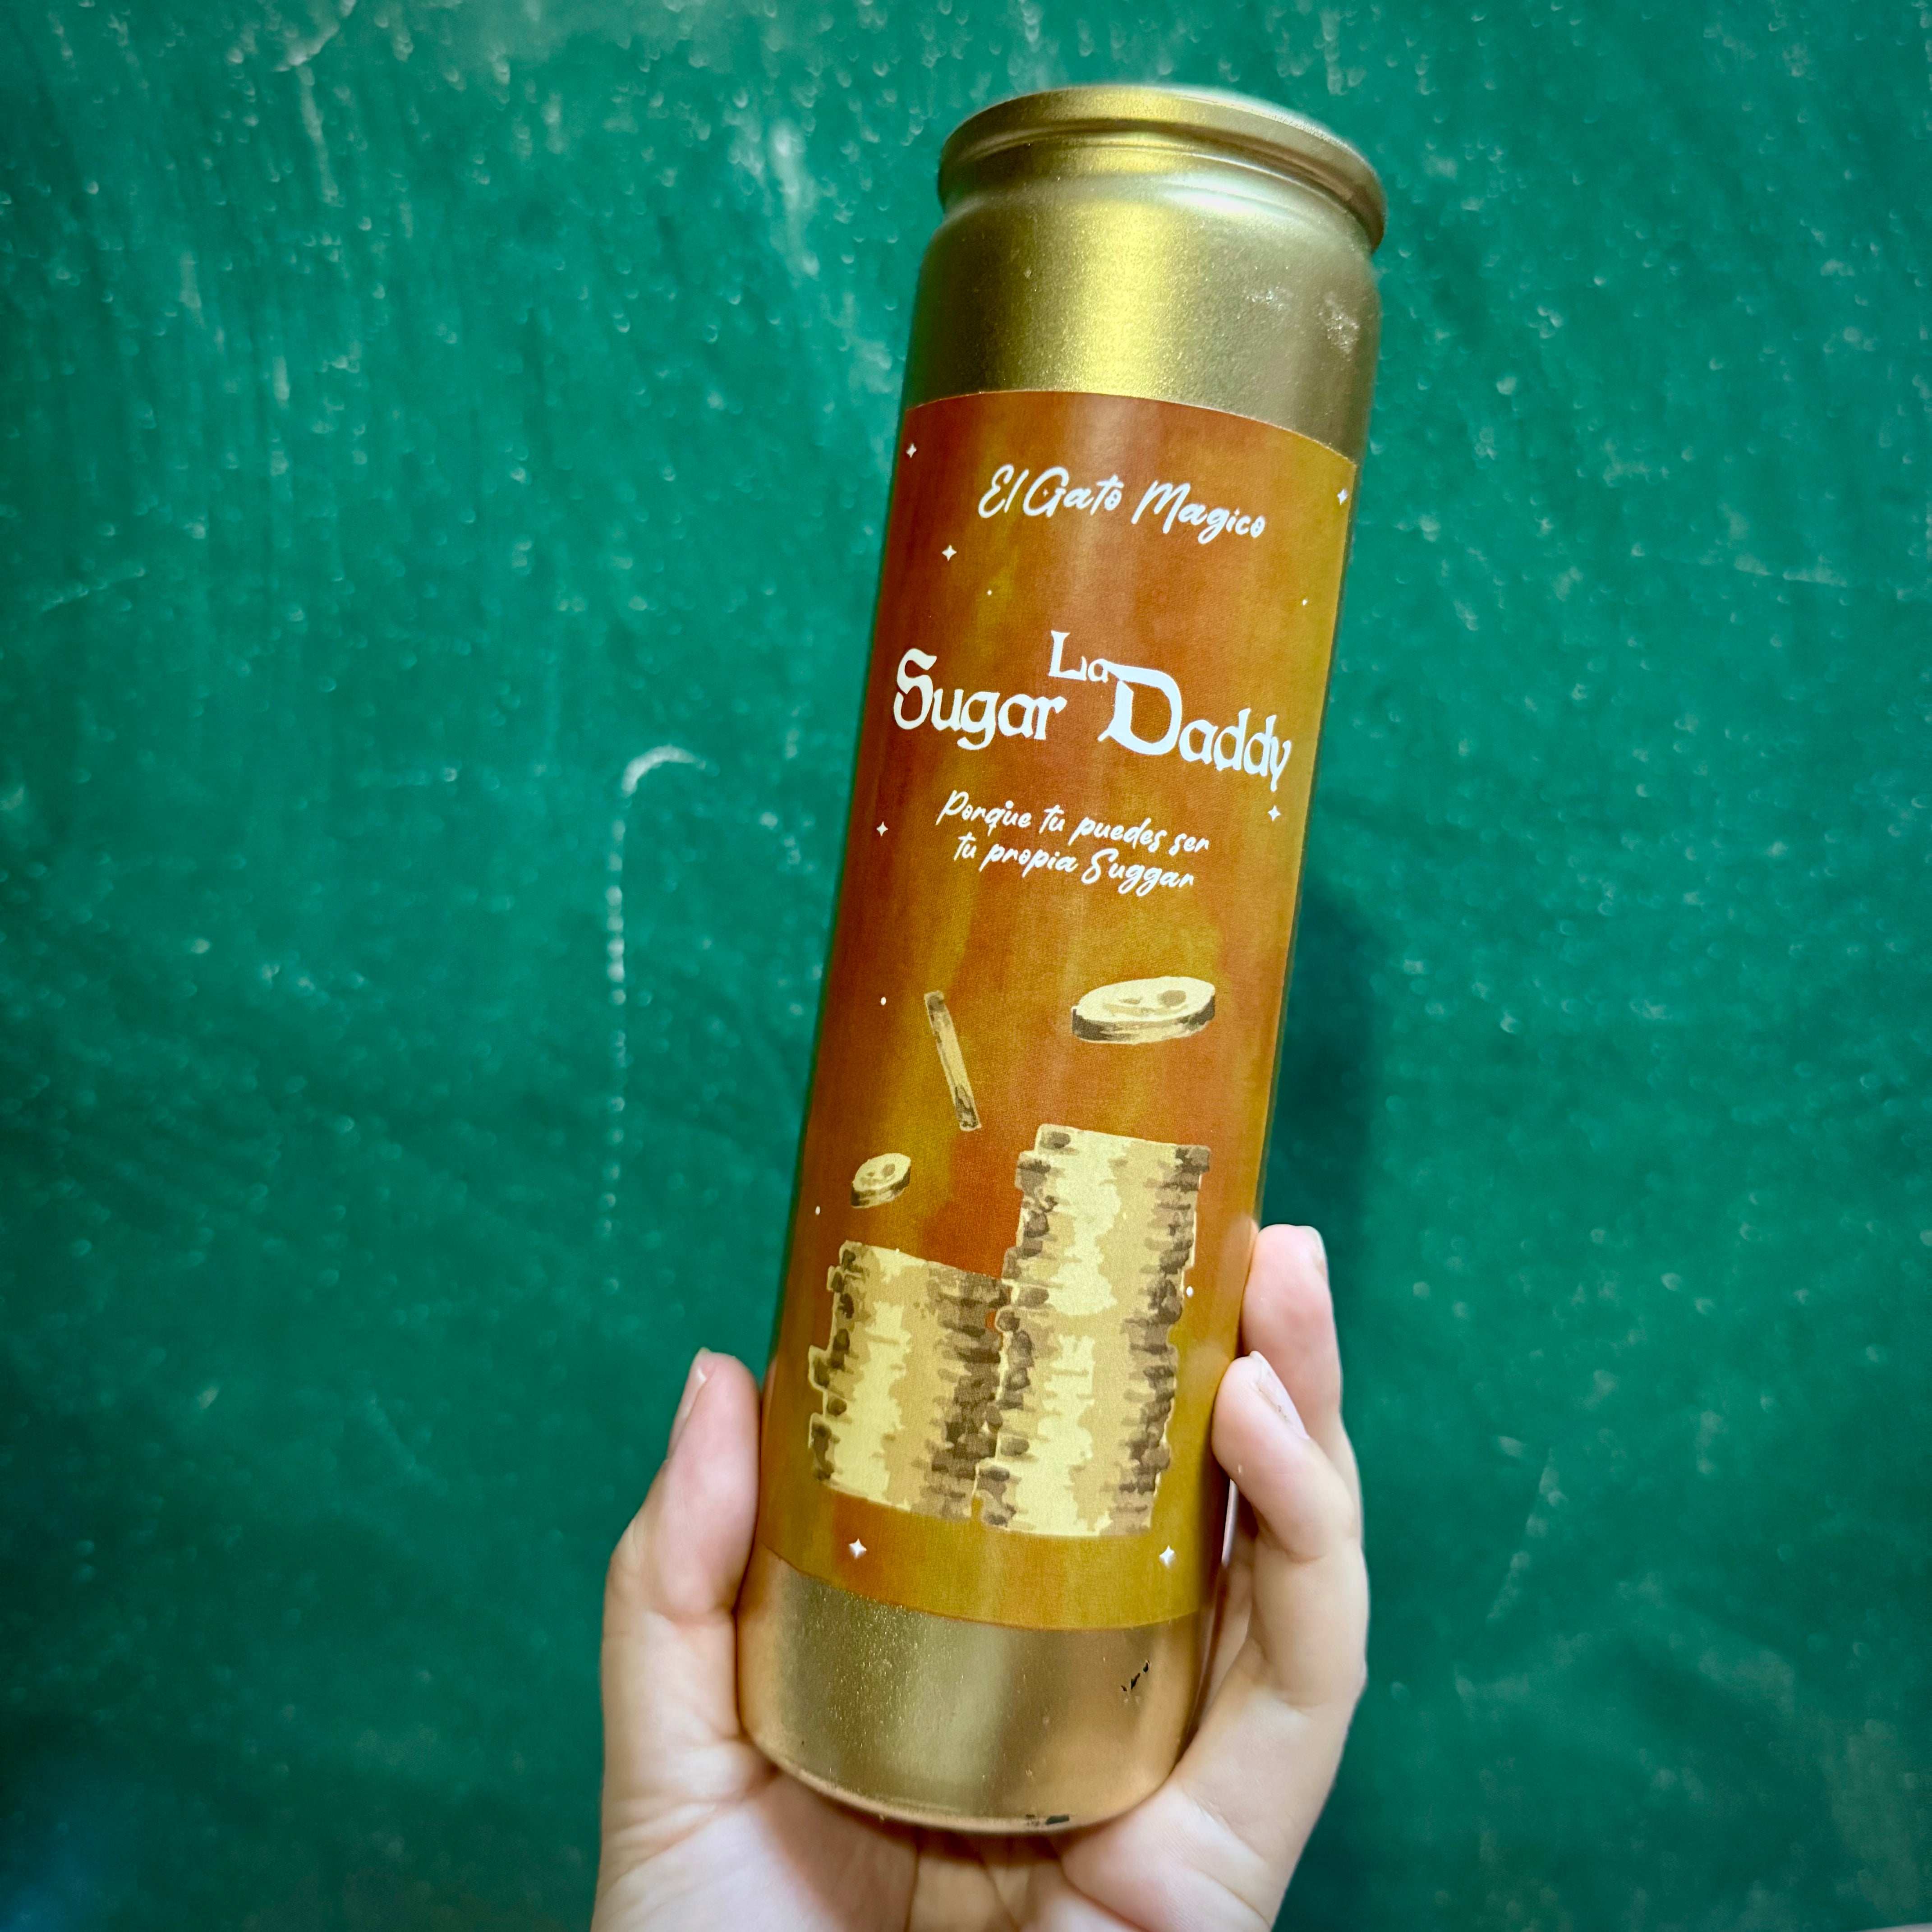 El Gato Magico
La
Sugar Daddy
Porque tu puedes ser
tu propia Suggar